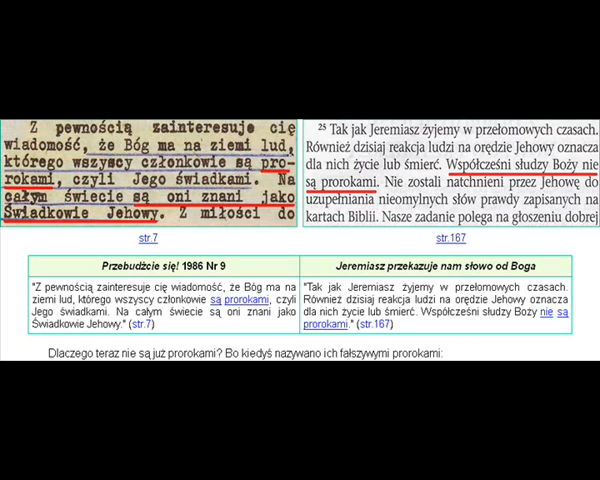 Z pewnością zainteresuje cię
wiadomość, że Bóg ma na ziemi lud,
którego wszyscy członkowie są pro-
rokami, czyli Jego świadkami. Na
całym świecie są oni znani jako
Świadkowie Jehowy. Z miłości do
str.7
25 Tak jak Jeremiasz żyjemy w przełomowych czasach.
Również dzisiaj reakcja ludzi na orędzie Jehowy oznacza
dla nich życie lub śmierć. Współcześni słudzy Boży nie
są prorokami. Nie zostali natchnieni przez Jehowę do
uzupełniania nieomylnych słów prawdy zapisanych na
kartach Biblii. Nasze zadanie polega na głoszeniu dobrej
str.167
Przebudźcie się! 1986 Nr 9
"Z pewnością zainteresuje cię wiadomość, że Bóg ma na
ziemi lud, którego wszyscy członkowie są prorokami, czyli
Jego świadkami. Na całym świecie są oni znani jako
Świadkowie Jehowy." (str.7)
Jeremiasz przekazuje nam słowo od Boga
"Tak jak Jeremiasz żyjemy w przełomowych czasach.
Również dzisiaj reakcja ludzi na orędzie Jehowy oznacza
dla nich życie lub śmierć. Współcześni słudzy Boży nie są
prorokami." (str.167)
Dlaczego teraz nie są już prorokami? Bo kiedyś nazywano ich fałszywymi prorokami: